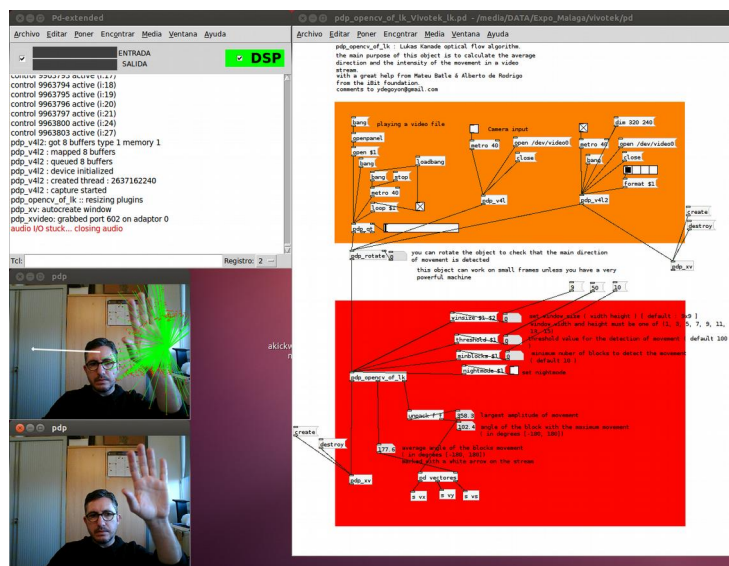 Pd-extended
Archivo Editar Poner Encontrar Media Ventana Ayuda
ENTRADA
SALIDA
DSP
control 9963793 active (i:17)
control 9963794 active (i:18)
control 9963795 active (i:19)
control 9963796 active (i:20)
control 9963797 active (i:21)
control 9963800 active (i:24)
control 9963803 active (i:27)
pdp_v4l2 : got 8 buffers type 1 memory 1
pdp_v4l2 : mapped 8 buffers
pdp_v4l2 : queued 8 buffers
pdp_v4l2 : device initialized
pdp_v4l2 : created thread : 2637162240
pdp_v4l2 : capture started
pdp_opencv_of_lk :: resizing plugins
pdp_xv: autocreate window
pdp_xvideo: grabbed port 602 on adaptor 0
audio I/O stuck... closing audio
Tcl:
Registro: 2
pdp
pdp
akickw
pdp_opencv_of_lk_Vivotek_lk.pd - /media/DATA/Expo_Malaga/vivotek/pd
Archivo Editar Poner Encontrar Media Ventana Ayuda
pdp_opencv_of_lk : Lukas Kanade optical flow algorithm.
the main purpose of this object is to calculate the average
direction and the intensity of the movement in a video
stream.
with a great help from Mateu Batle & Alberto de Rodrigo
from the iBit foundation.
comments to ydegoyon@gmail.com
bang
playing a video file
openpanel
open $1
bang
loadbang
bang stop
metro 40
loop $1
pdp_qt
Camera input
metro 40
open /dev/video0
close
pdp_v4l
dim 320 240
metro 40
open /dev/video0
bang
close
format $1
pdp_v4l2
create
destroy
pdp_xv
pdp_rotate
0
you can rotate the object to check that the main direction
of movement is detected
this object can work on small frames unless you have a very
powerful machine
9 50 10
winsize $1 $2
0
set window size ( width height ) ( default : 9x9 )
window width and height must be one of (1, 3, 5, 7, 9, 11,
threshold $1
0
threshold value for the detection of movement ( default 100
)
minblocks $1
0
minimum nuber of blocks to detect the movement
( default 10 )
nightmode $1
set nightmode
pdp_opencv_of_lk
unpack f f
358.3
largest amplitude of movement
102.4
angle of the block with the maximum movement
( in degrees [-180, 180])
177.6
average angle of the blocks movement
( in degrees [-180, 180])
marked with a white arrow on the stream
create
destroy
pdp_xv
pd vectores
s vx
s vy
s vs